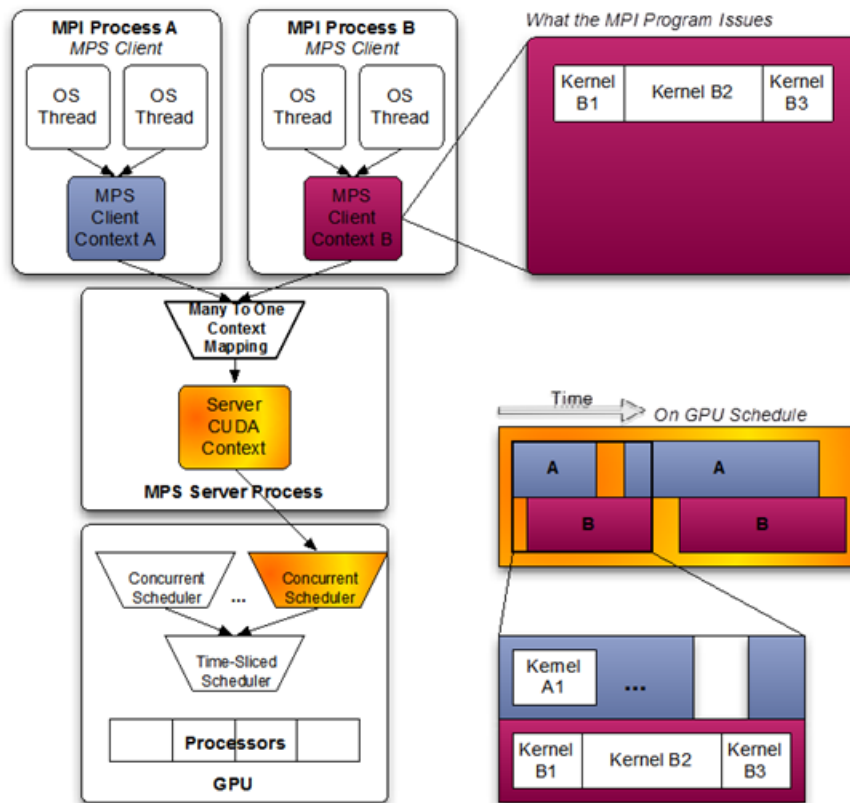 MPI Process A
MPS Client
OS
Thread
OS
Thread
MPS
Client
Context A
MPI Process B
MPS Client
OS
Thread
OS
Thread
MPS
Client
Context B
What the MPI Program Issues
Kernel
B1
Kernel B2
Kernel
B3
Many To One
Context
Mapping
Server
CUDA
Context
MPS Server Process
Concurrent
Scheduler
...
Concurrent
Scheduler
Time-Sliced
Scheduler
Processors
GPU
Time
On GPU Schedule
A
A
B
B
Kernel
A1
...
Kernel
B1
Kernel B2
Kernel
B3